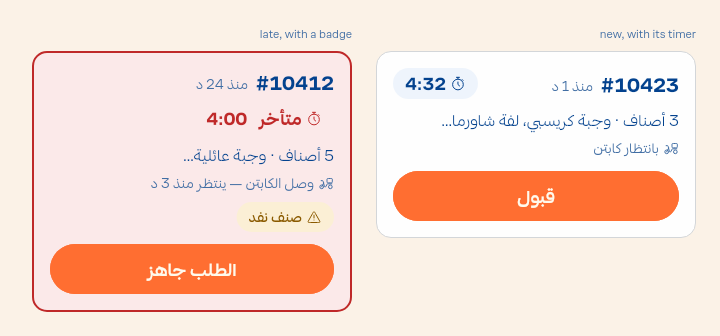 new, with its timer
#10423 منذ 1 د 4:32
3 أصناف · وجبة كريسبي، لفة شاورما...
بانتظار كابتن
قبول
late, with a badge
#10412 منذ 24 د
متأخر 4:00
5 أصناف · وجبة عائلية...
وصل الكابتن — ينتظر منذ 3 د
صنف نفد
الطلب جاهز